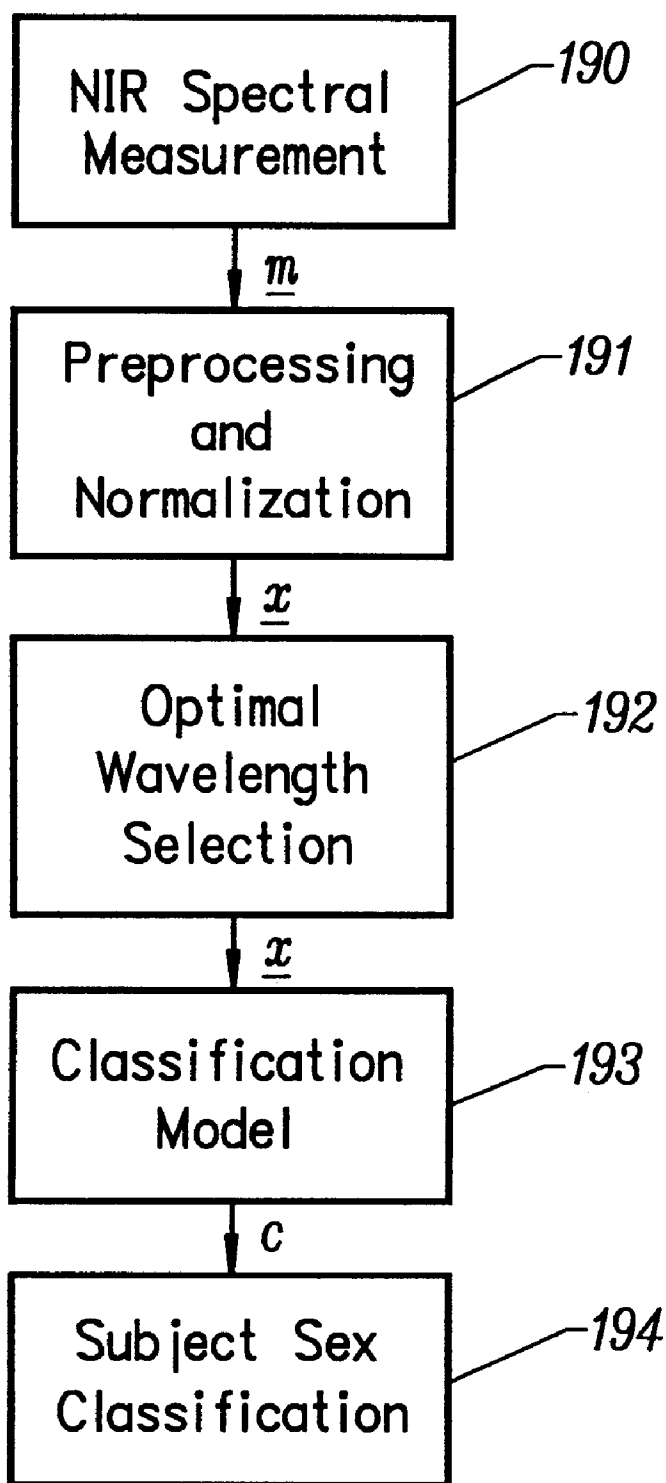 NIR Spectral
Measurement
190
m
Preprocessing
and
Normalization
191
x
Optimal
Wavelength
Selection
192
x
Classification
Model
193
c
Subject Sex
Classification
194